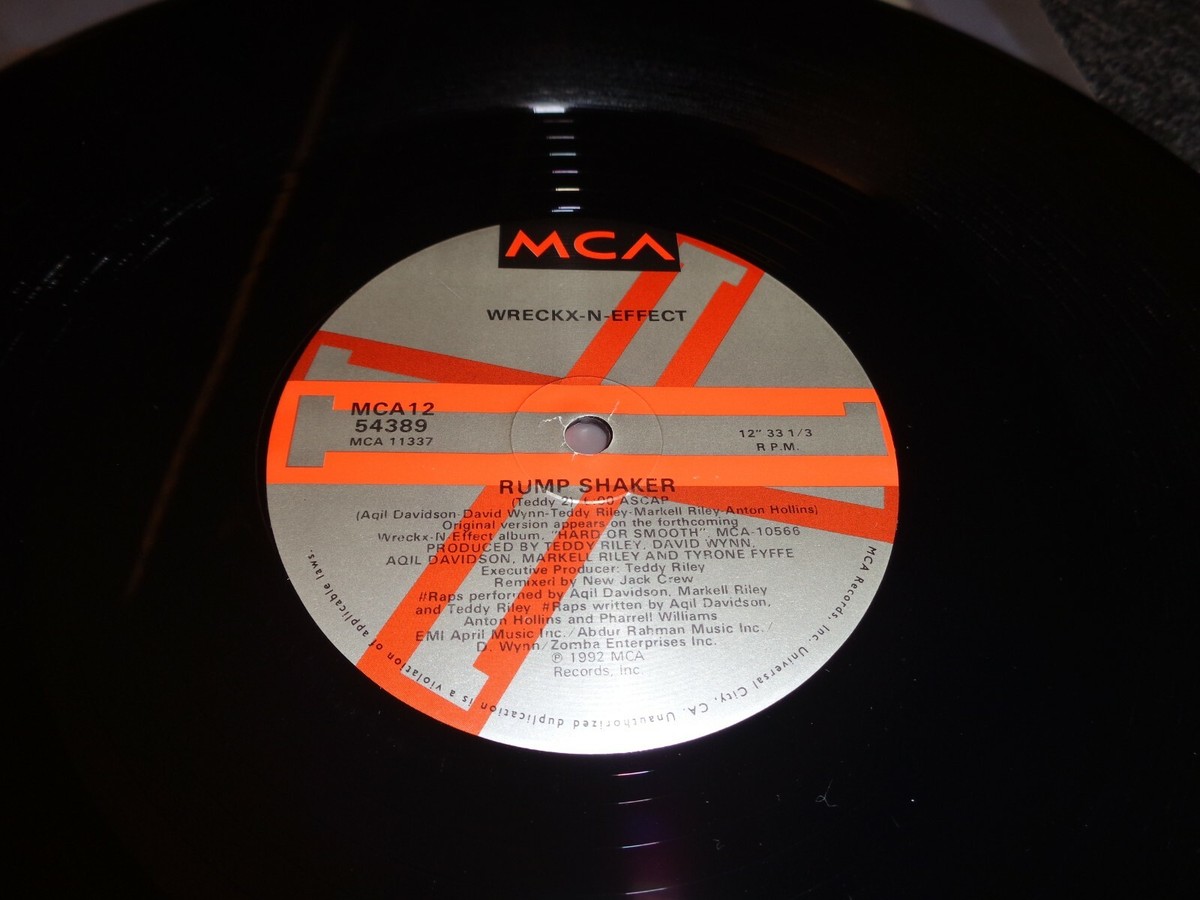 MCA
WRECKX-N-EFFECT
MCA12
54389
MCA 11337
12" 33 1/3
R.P.M.
RUMP SHAKER
(Teddy 2) :00 ASCAP
(Aqil Davidson-David Wynn-Teddy Riley-Markell Riley-Anton Hollins)
Original version appears on the forthcoming
Wreckx-N-Effect album, "HARD OR SMOOTH", MCA-10566
PRODUCED BY TEDDY RILEY, DAVID WYNN,
AQIL DAVIDSON, MARKELL RILEY AND TYRONE FYFFE
Executive Producer: Teddy Riley
Remixed by New Jack Crew
#Raps performed by Aqil Davidson, Markell Riley
and Teddy Riley #Raps written by Aqil Davidson,
Anton Hollins and Pharrell Williams
EMI April Music Inc./Abdur Rahman Music Inc./
D. Wynn/Zomba Enterprises Inc.
℗ 1992 MCA
Records, Inc.
MCA Records, Inc. Universal City, CA. Unauthorized duplication is a violation of applicable laws.